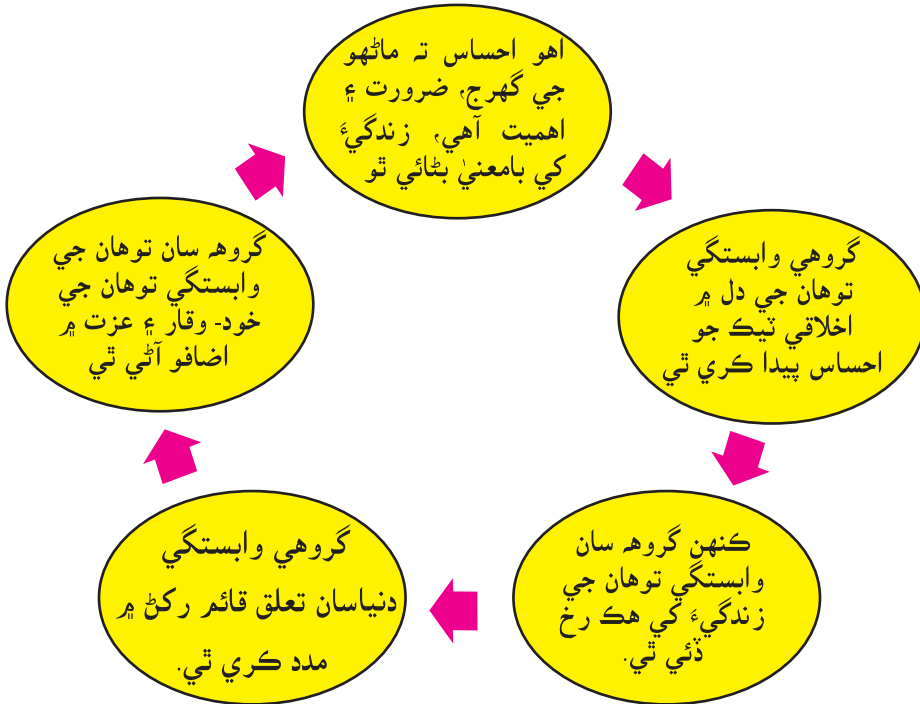 اهو احساس تہ ماڻهو
جي گهرج، ضرورت ۽
اهميت آهي، زندگيءَ
کي بامعنيٰ بڻائي ٿو
گروهي وابستگي
توهان جي دل ۾
اخلاقي ٽيڪ جو
احساس پيدا ڪري ٿي
ڪنهن گروهہ سان
وابستگي توهان جي
زندگيءَ کي هڪ رخ
ڏئي ٿي.
گروهي وابستگي
دنياسان تعلق قائم رکڻ ۾
مدد ڪري ٿي.
گروهہ سان توهان جي
وابستگي توهان جي
خود- وقار ۽ عزت ۾
اضافو آڻي ٿي